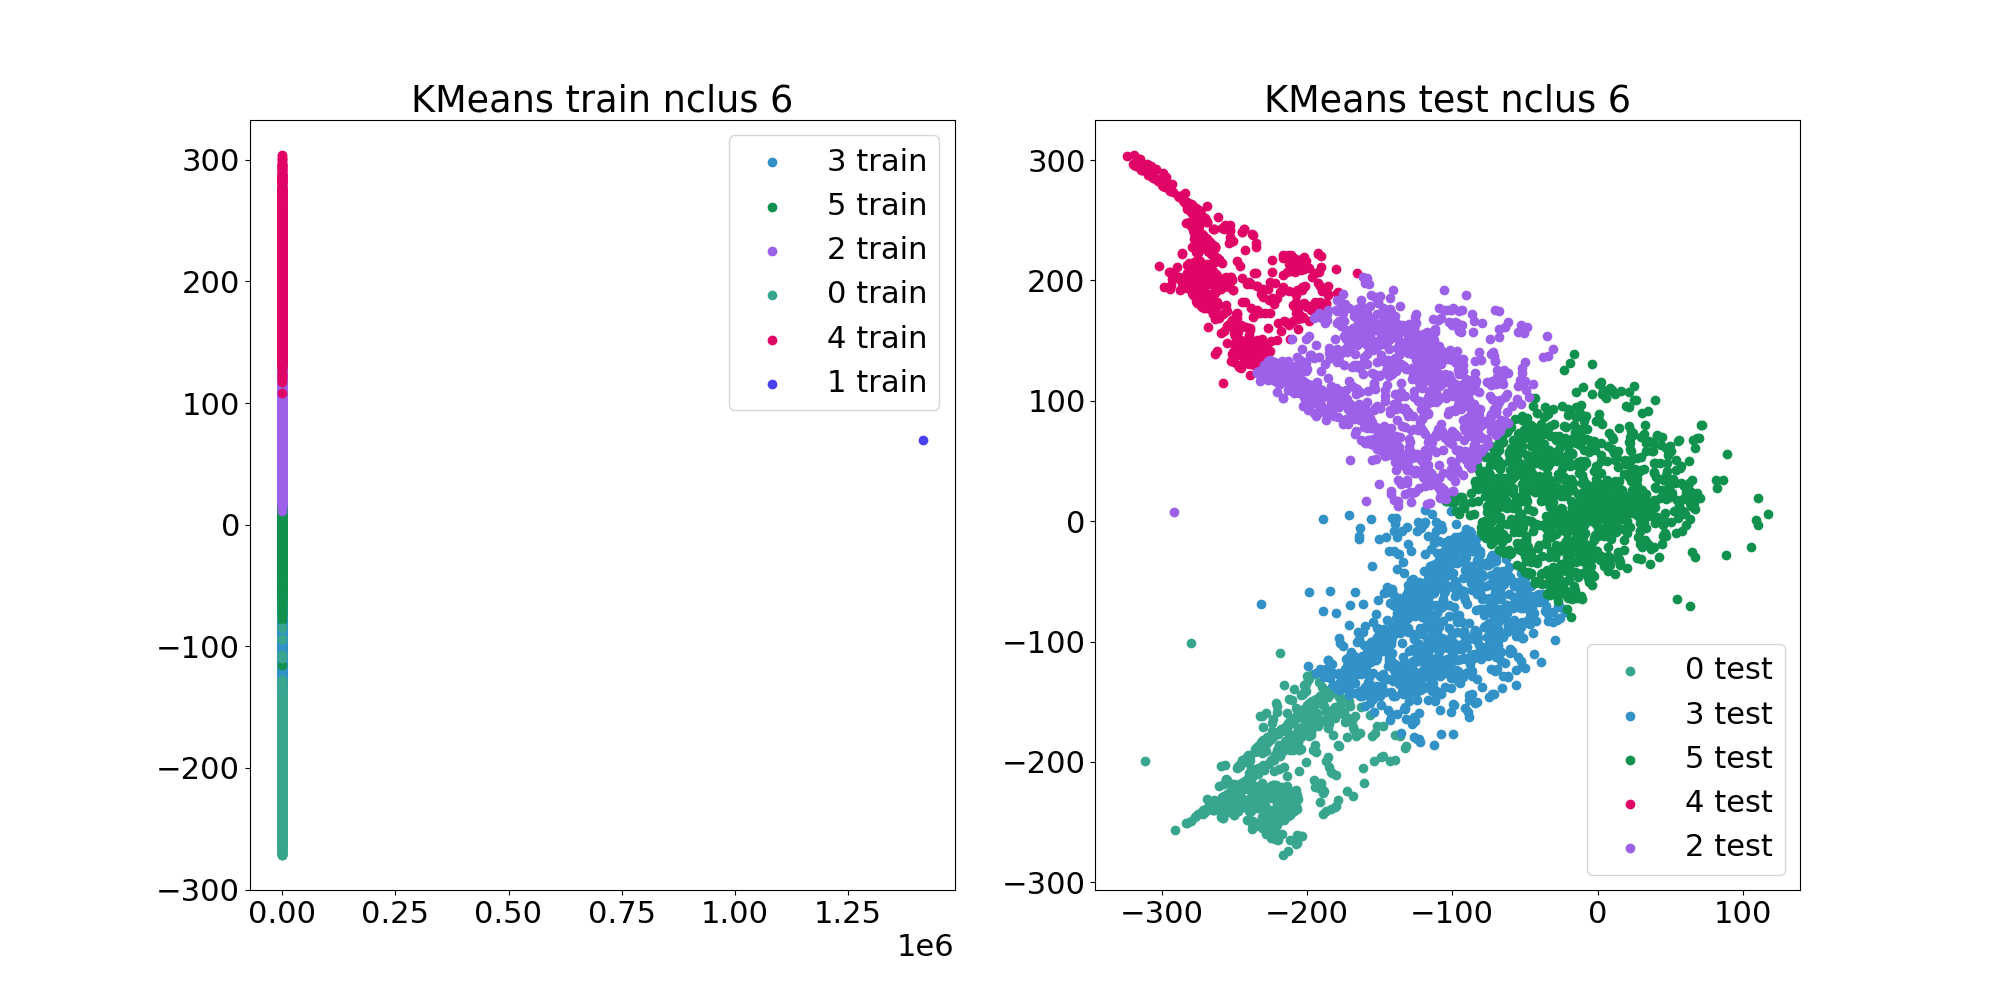 KMeans train nclus 6
300
200
100
0
−100
−200
−300
0.00 0.25 0.50 0.75 1.00 1.25
1e6
3 train
5 train
2 train
0 train
4 train
1 train
KMeans test nclus 6
300
200
100
0
−100
−200
−300
−300 −200 −100 0 100
0 test
3 test
5 test
4 test
2 test